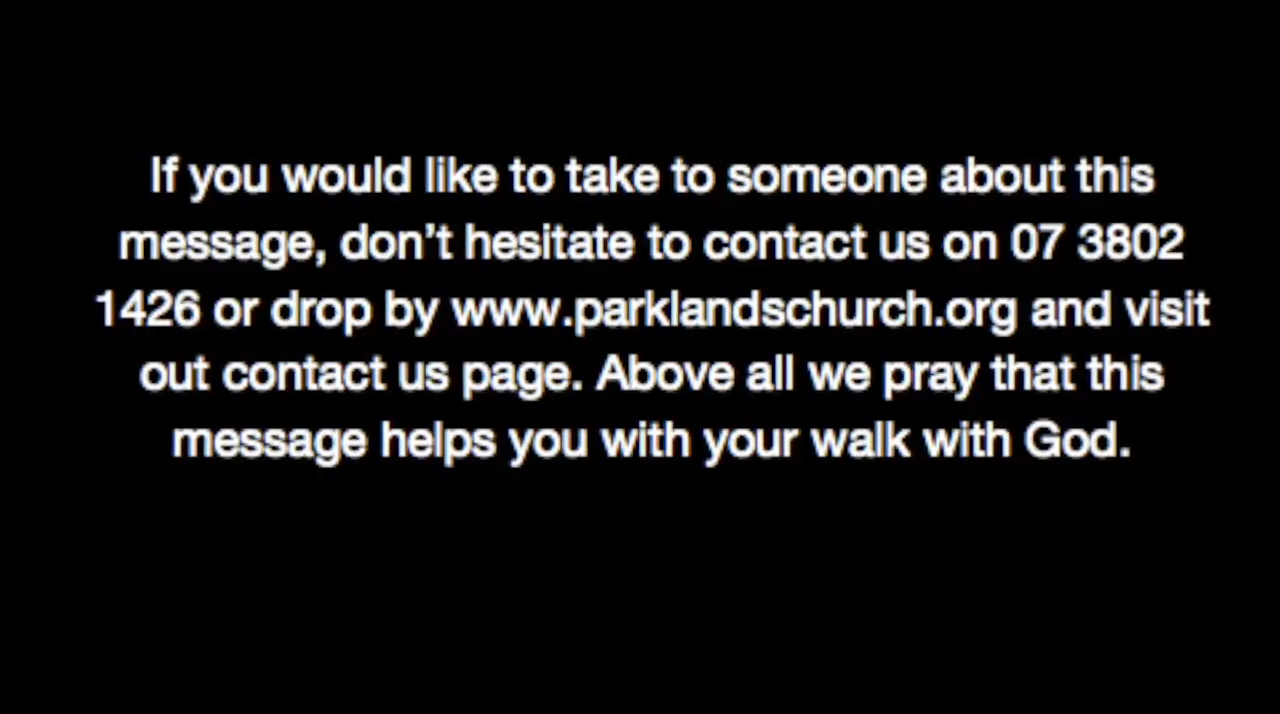 If you would like to take to someone about this
message, don’t hesitate to contact us on 07 3802
1426 or drop by www.parklandschurch.org and visit
out contact us page. Above all we pray that this
message helps you with your walk with God.